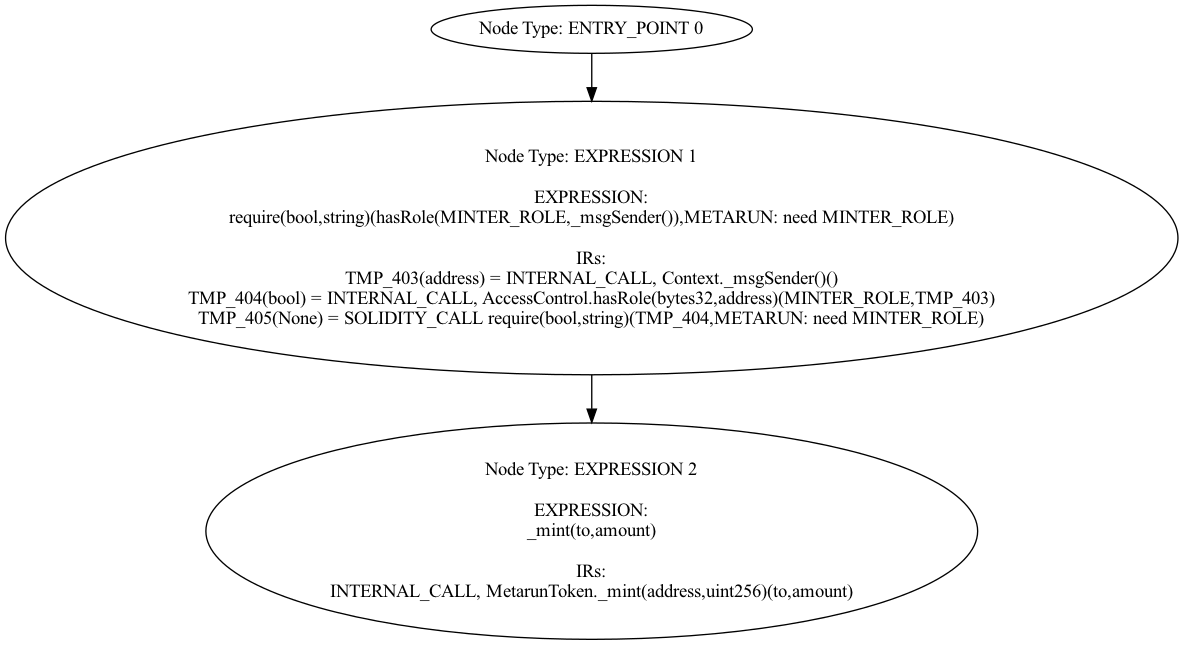 Node Type: ENTRY_POINT 0
Node Type: EXPRESSION 1
EXPRESSION:
require(bool,string)(hasRole(MINTER_ROLE,_msgSender()),METARUN: need MINTER_ROLE)
IRs:
TMP_403(address) = INTERNAL_CALL, Context._msgSender()()
TMP_404(bool) = INTERNAL_CALL, AccessControl.hasRole(bytes32,address)(MINTER_ROLE,TMP_403)
TMP_405(None) = SOLIDITY_CALL require(bool,string)(TMP_404,METARUN: need MINTER_ROLE)
Node Type: EXPRESSION 2
EXPRESSION:
_mint(to,amount)
IRs:
INTERNAL_CALL, MetarunToken._mint(address,uint256)(to,amount)